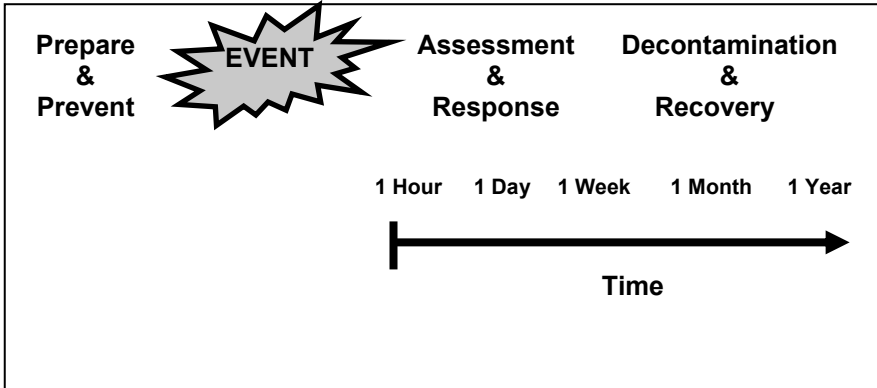 Prepare
&
Prevent
EVENT
Assessment
&
Response
Decontamination
&
Recovery
1 Hour 1 Day 1 Week 1 Month 1 Year
Time